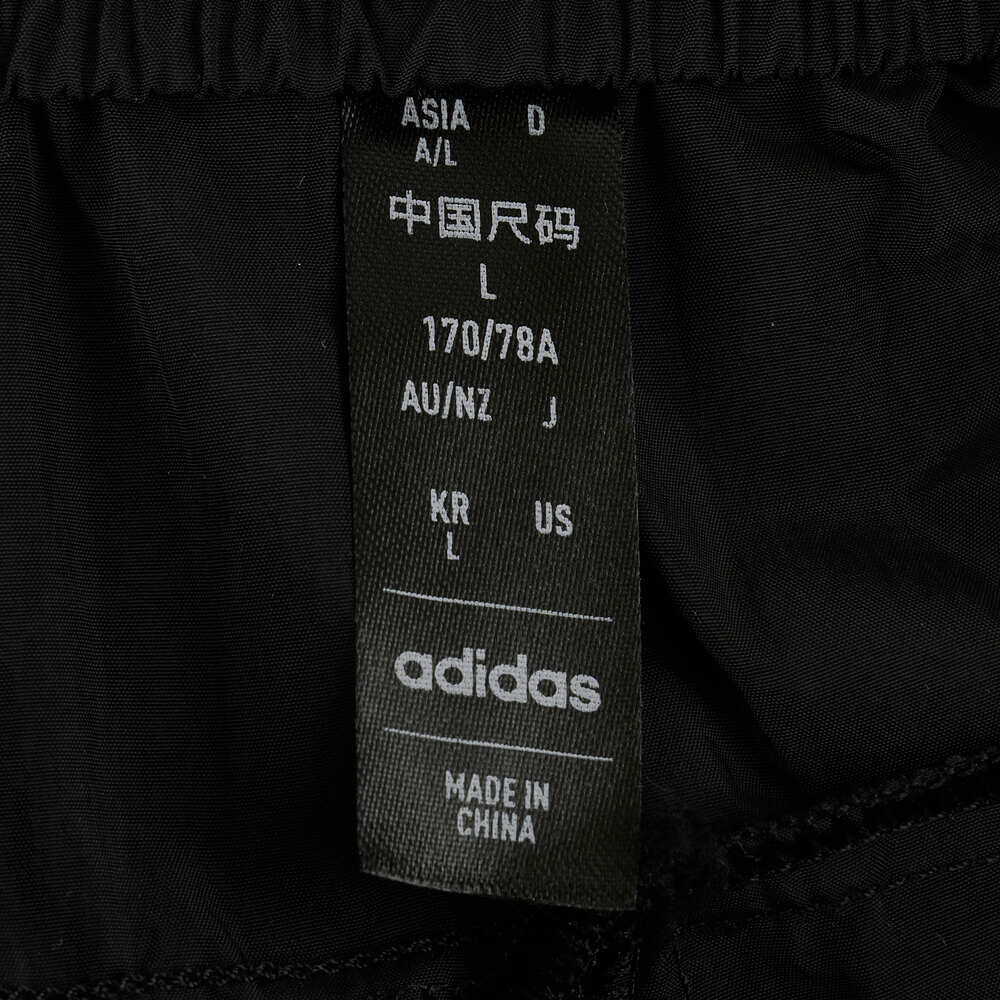 ASIA D
A/L
中国尺码
L
170/78A
AU/NZ J
KR US
L
adidas
MADE IN
CHINA